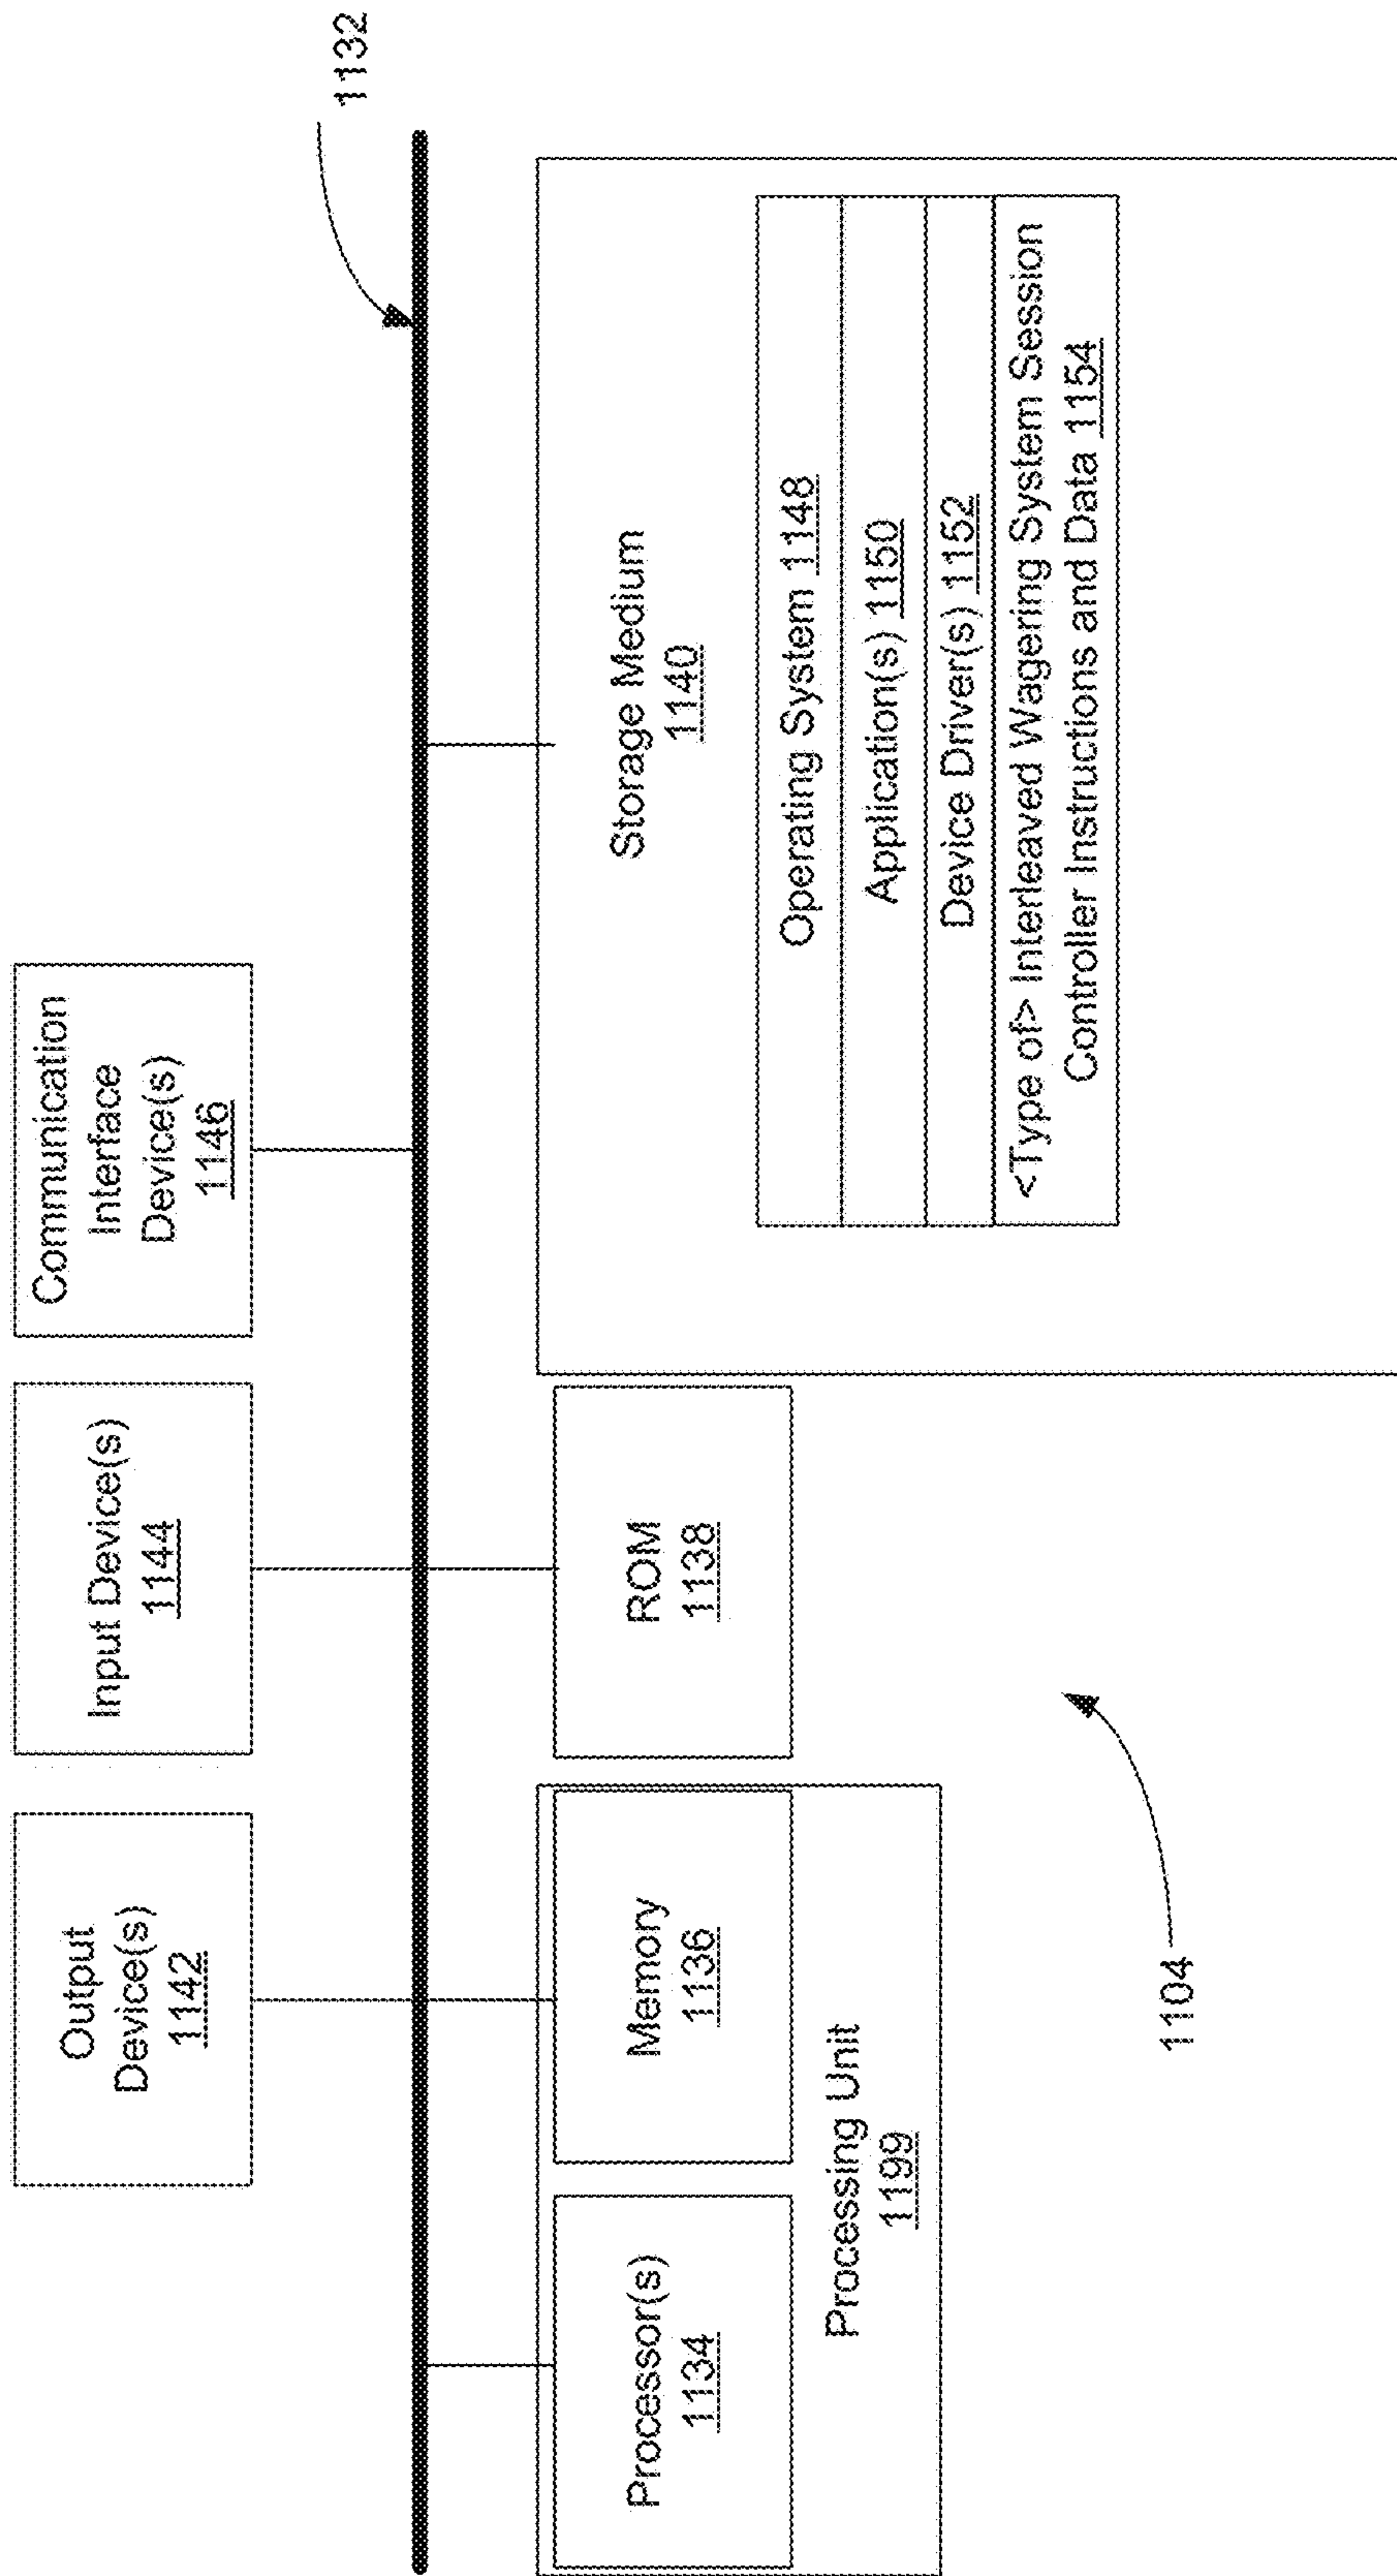 1132
Output
Device(s)
1142
Input Device(s)
1144
Communication
Interface
Device(s)
1146
Processor(s)
1134
Memory
1136
Processing Unit
1199
ROM
1138
Storage Medium
1140
Operating System 1148
Application(s) 1150
Device Driver(s) 1152
<Type of> Interleaved Wagering System Session
Controller Instructions and Data 1154
1104